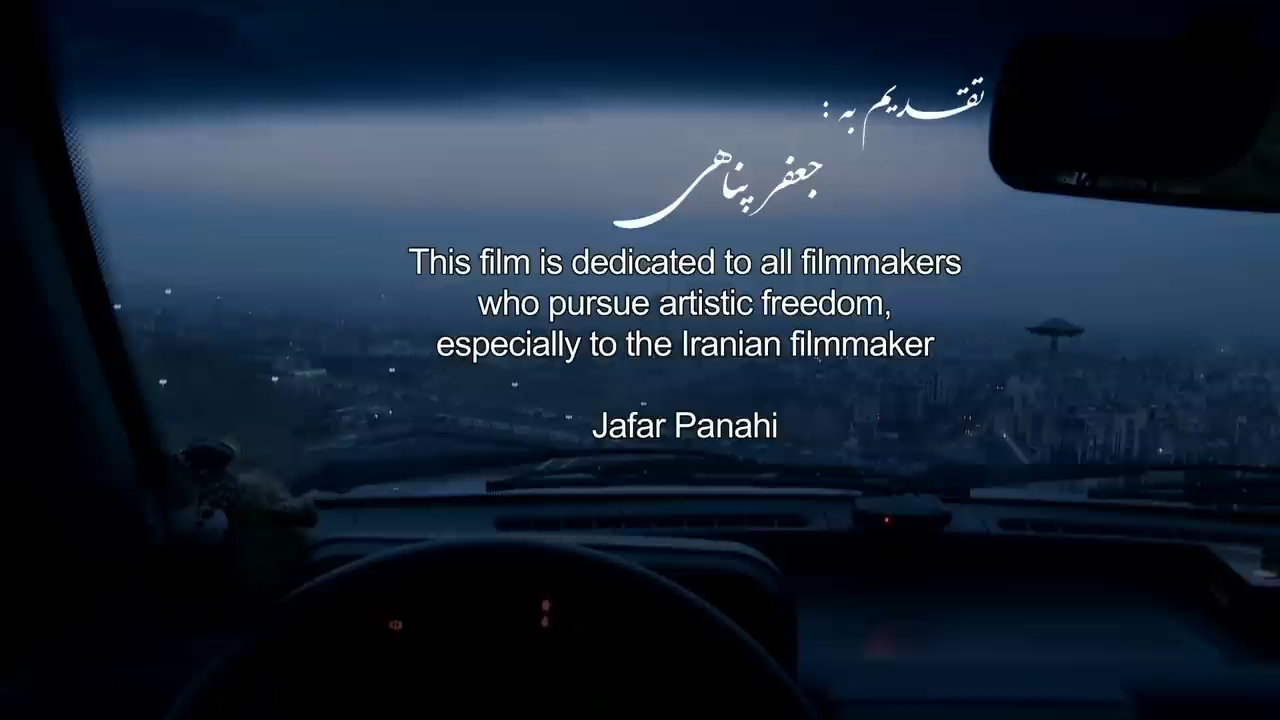 تقدیم به :
جعفر پناهی
This film is dedicated to all filmmakers
who pursue artistic freedom,
especially to the Iranian filmmaker
Jafar Panahi